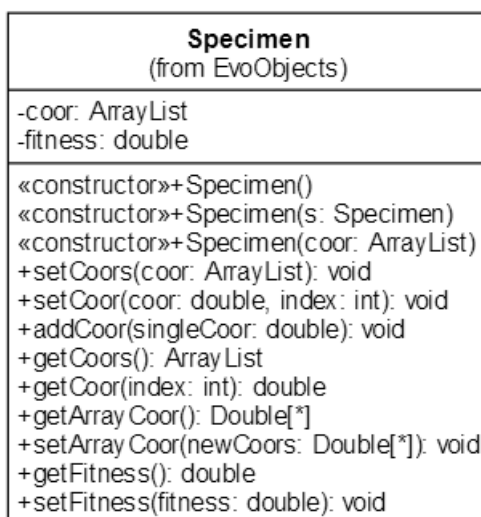 Specimen
(from EvoObjects)
-coor: ArrayList
-fitness: double
«constructor»+Specimen()
«constructor»+Specimen(s: Specimen)
«constructor»+Specimen(coor: ArrayList)
+setCoors(coor: ArrayList): void
+setCoor(coor: double, index: int): void
+addCoor(singleCoor: double): void
+getCoors(): ArrayList
+getCoor(index: int): double
+getArrayCoor(): Double[*]
+setArrayCoor(newCoors: Double[*]): void
+getFitness(): double
+setFitness(fitness: double): void